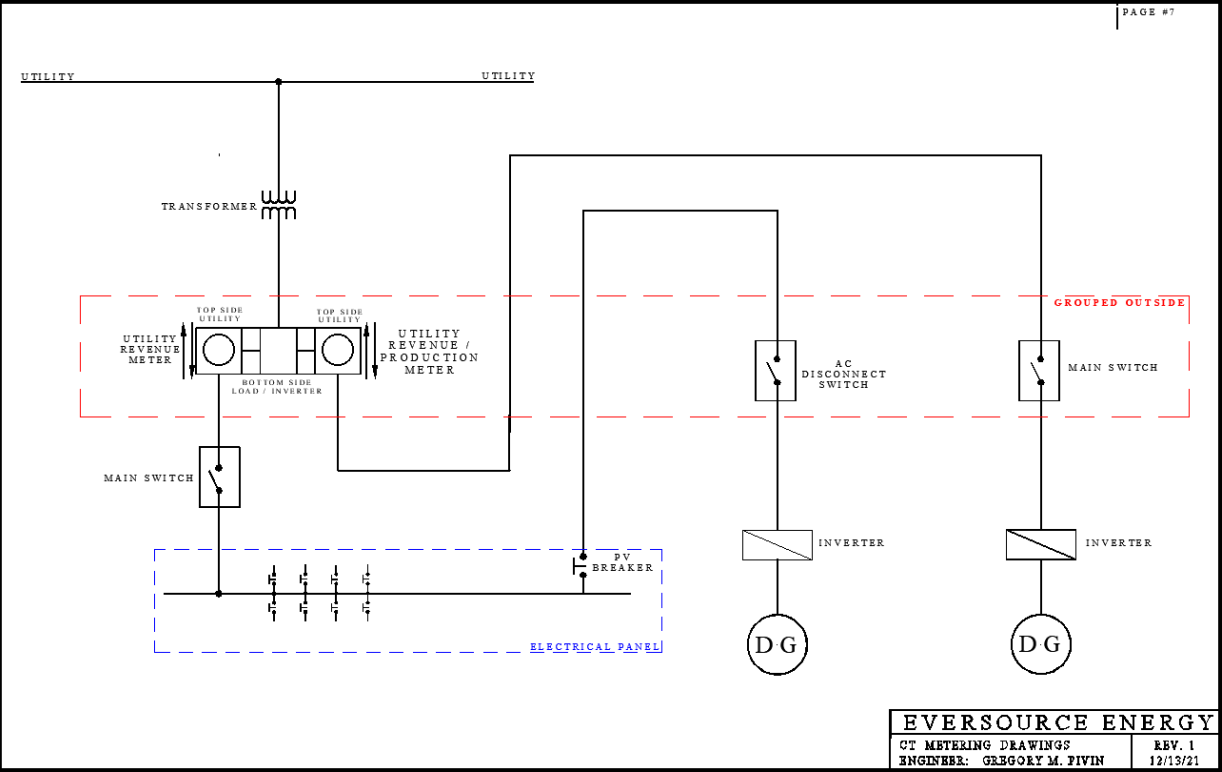 PAGE #7
UTILITY
UTILITY
TRANSFORMER
GROUPED OUTSIDE
TOP SIDE
UTILITY
TOP SIDE
UTILITY
UTILITY
REVENUE
METER
UTILITY
REVENUE /
PRODUCTION
METER
BOTTOM SIDE
LOAD / INVERTER
AC
DISCONNECT
SWITCH
MAIN SWITCH
MAIN SWITCH
INVERTER
INVERTER
PV
BREAKER
ELECTRICAL PANEL
D·G
D·G
EVERSOURCE ENERGY
CT METERING DRAWINGS
ENGINEER: GREGORY M. PIVIN
REV. 1
12/13/21